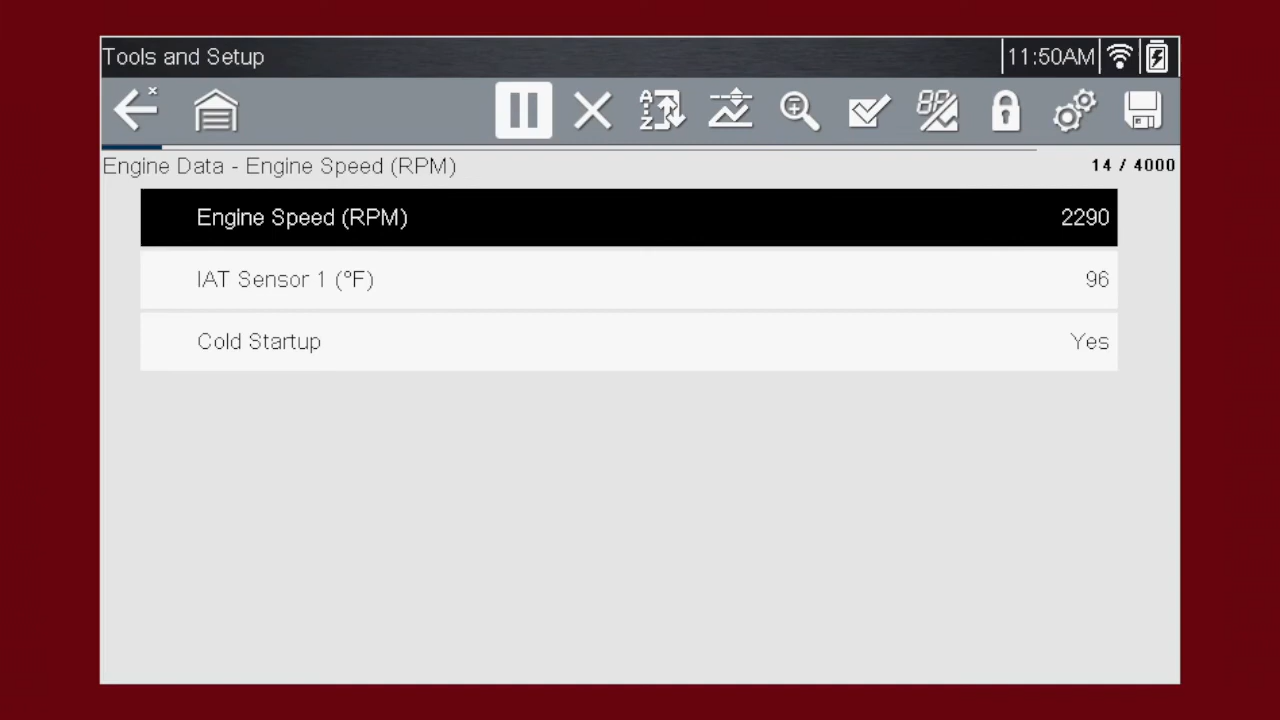 Tools and Setup 11:50AM
Engine Data - Engine Speed (RPM) 14 / 4000
Engine Speed (RPM) 2290
IAT Sensor 1 (°F) 96
Cold Startup Yes